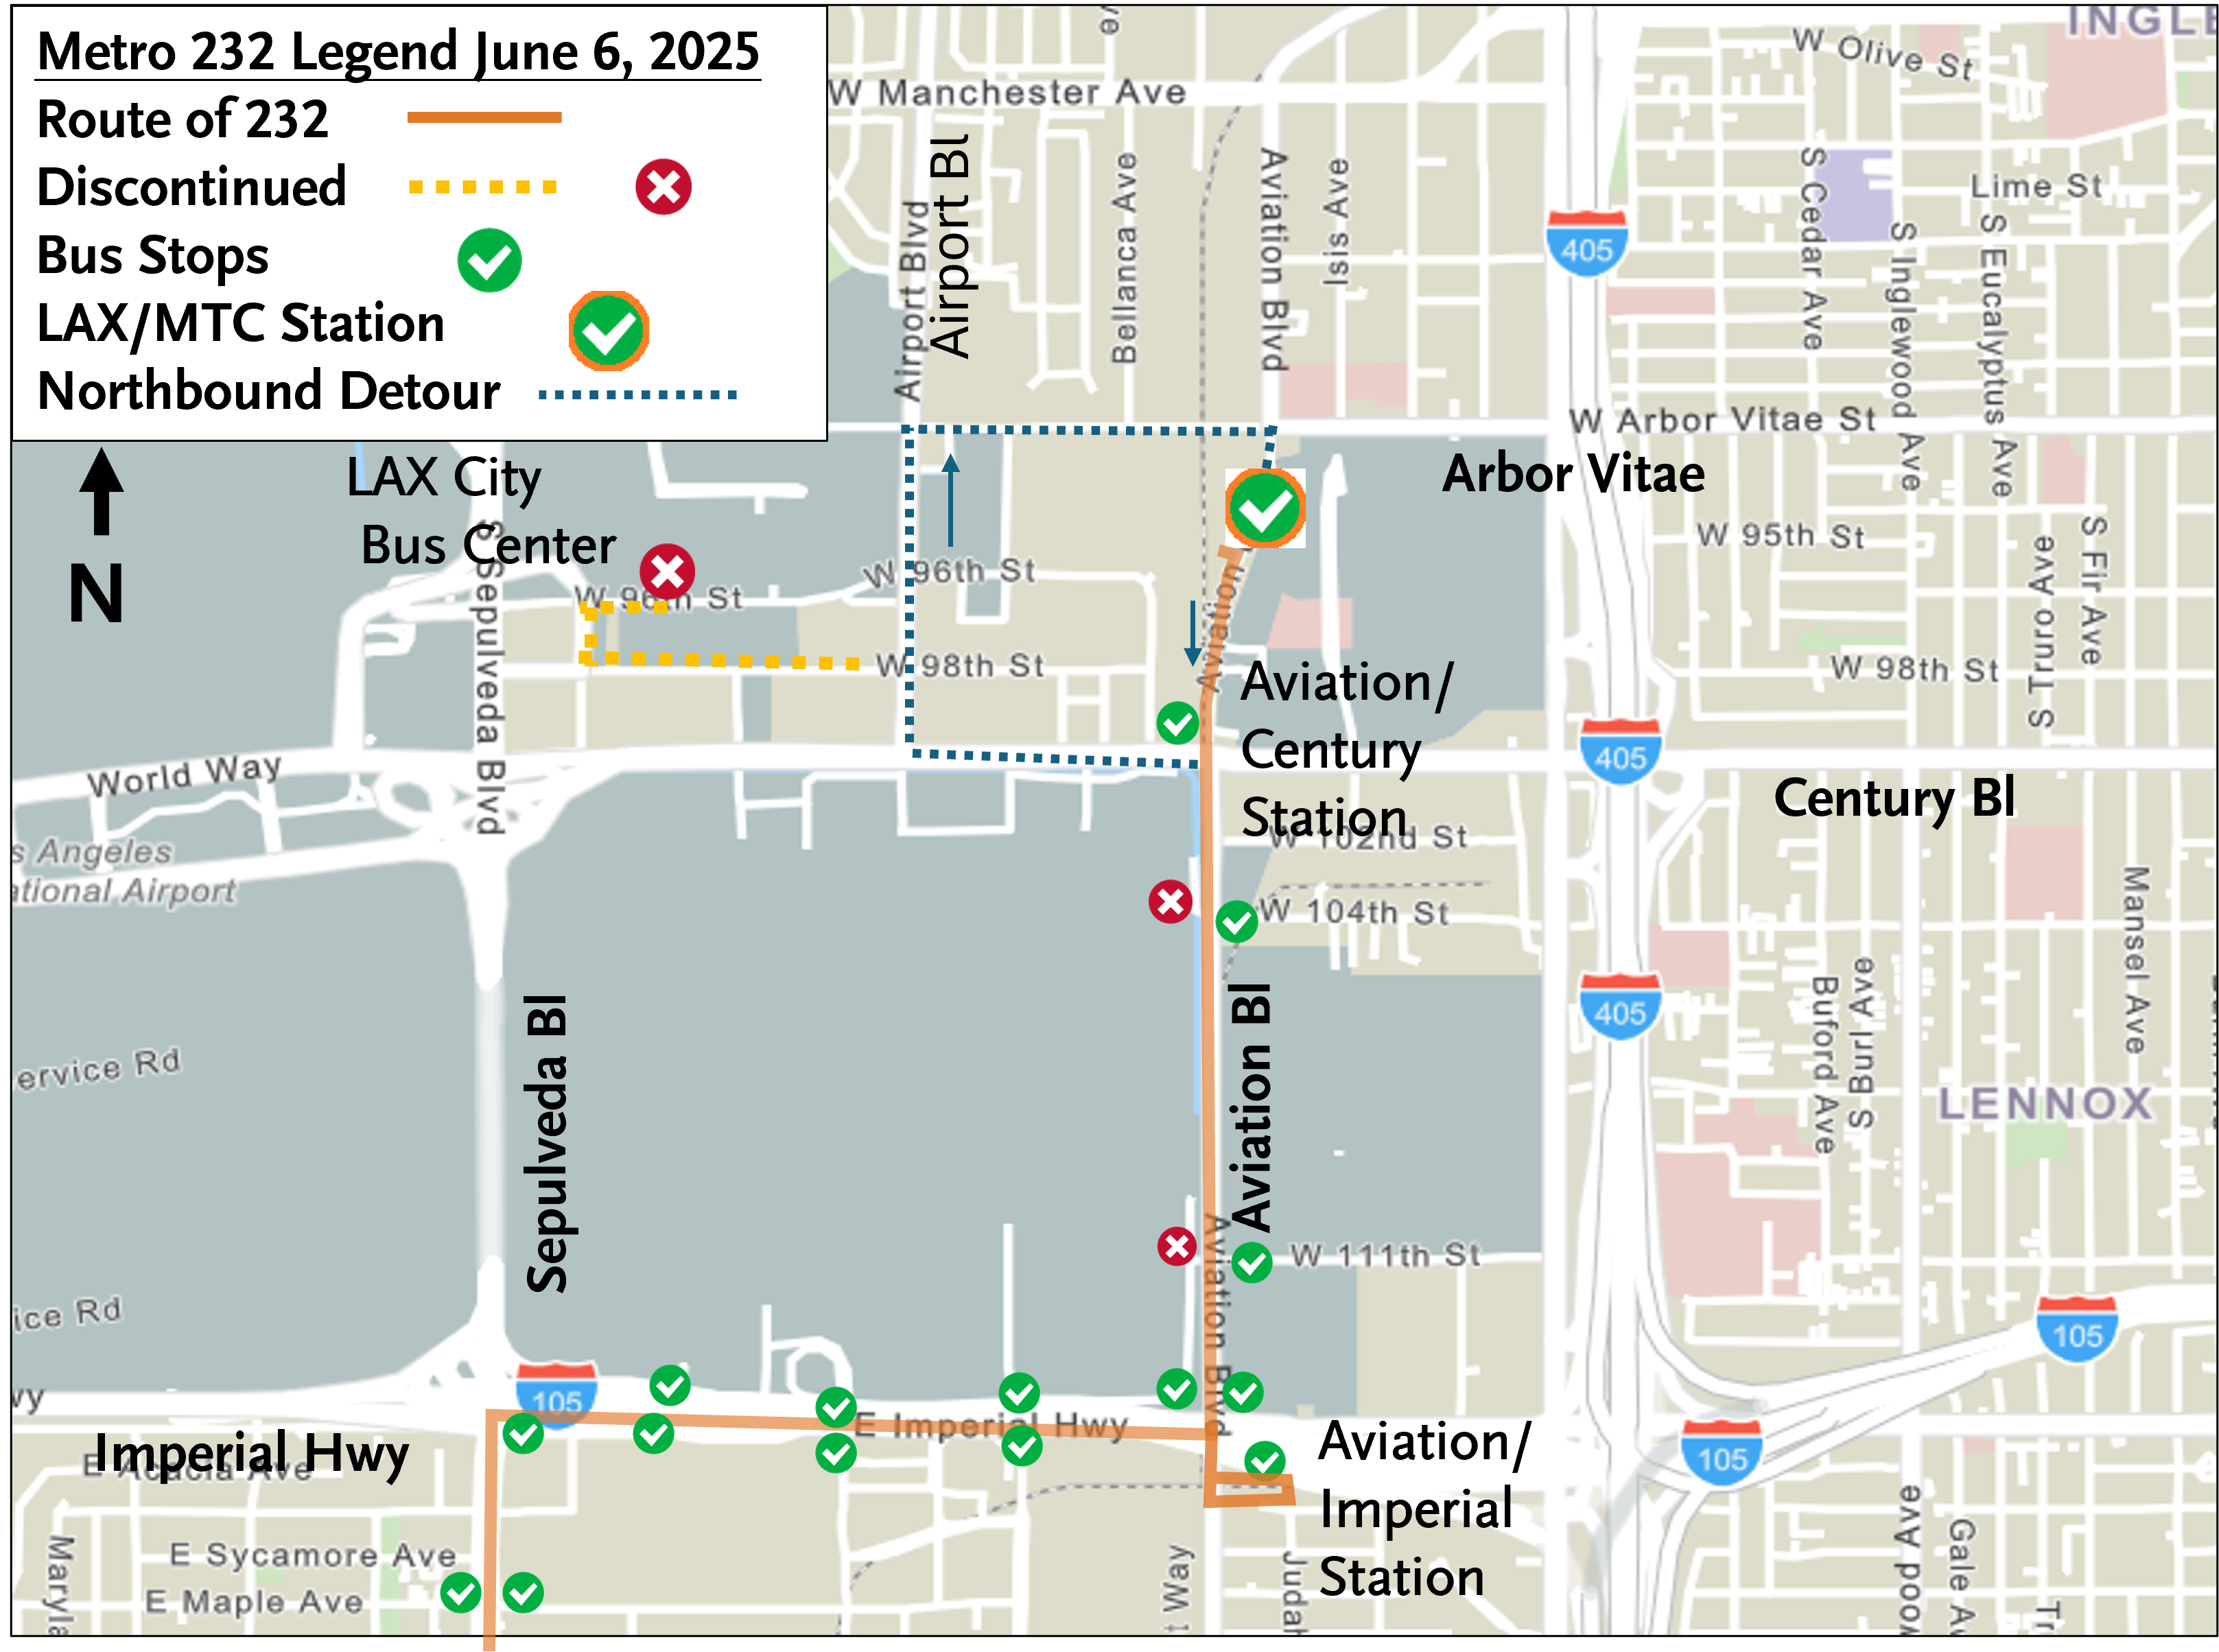 Metro 232 Legend June 6, 2025
Route of 232
Discontinued
Bus Stops
LAX/MTC Station
Northbound Detour
N
LAX City
Bus Center
W Manchester Ave
Airport Blvd
Airport Bl
Bellanca Ave
Aviation Blvd
Isis Ave
405
W Olive St
Lime St
S Cedar Ave
S Inglewood Ave
S Eucalyptus Ave
W Arbor Vitae St
Arbor Vitae
W 95th St
S Truro Ave
S Fir Ave
W 96th St
W 96th St
W 98th St
W 98th St
S Sepulveda Blvd
Aviation
Aviation/
Century
Station
405
Century Bl
World Way
s Angeles
ational Airport
W 102nd St
W 104th St
405
Mansel Ave
S Burl Ave
Buford Ave
LENNOX
ervice Rd
Sepulveda Bl
Aviation Bl
W 111th St
Aviation Blvd
ice Rd
105
105
105
E Imperial Hwy
Imperial Hwy
E Acacia Ave
Aviation/
Imperial
Station
E Sycamore Ave
E Maple Ave
Maryla
t Way
Judah
wood Ave
Gale Av
Tr